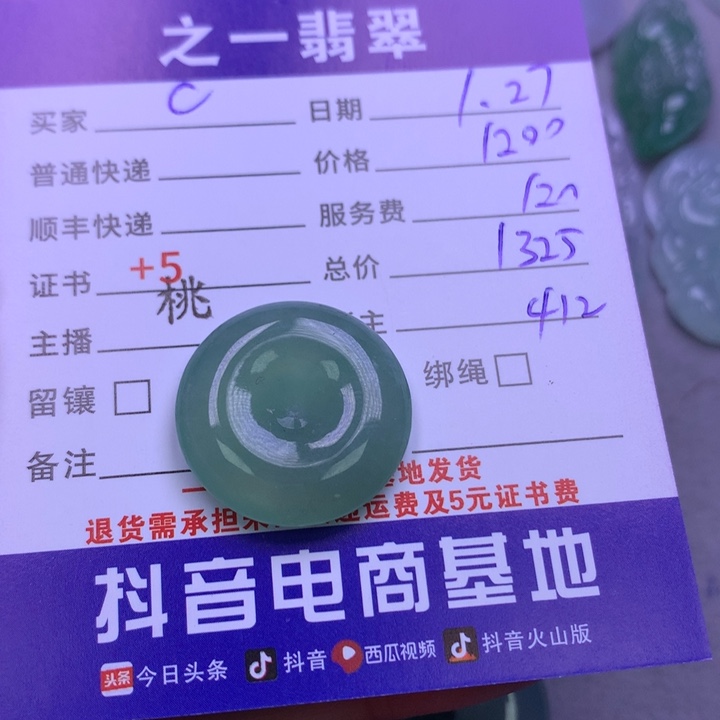 之一翡翠
买家 C 日期 1.27
普通快递 价格 1200
顺丰快递 服务费 120
证书 +5 总价 1325
桃
主播 主 412
留镶 绑绳
备注
地发货
退货需承担来 运费及5元证书费
抖音电商基地
头条 今日头条 抖音 西瓜视频 抖音火山版